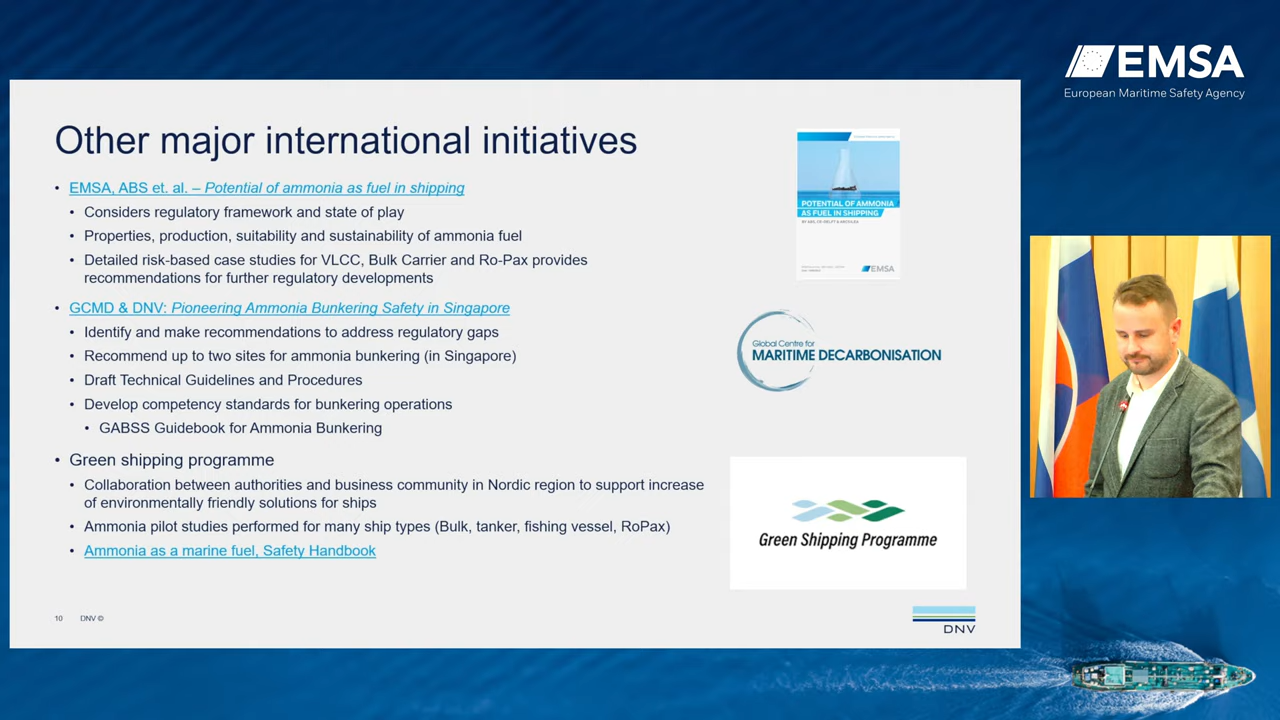 EMSA
European Maritime Safety Agency
Other major international initiatives
• EMSA, ABS et. al. – Potential of ammonia as fuel in shipping
• Considers regulatory framework and state of play
• Properties, production, suitability and sustainability of ammonia fuel
• Detailed risk-based case studies for VLCC, Bulk Carrier and Ro-Pax provides
recommendations for further regulatory developments
• GCMD & DNV: Pioneering Ammonia Bunkering Safety in Singapore
• Identify and make recommendations to address regulatory gaps
• Recommend up to two sites for ammonia bunkering (in Singapore)
• Draft Technical Guidelines and Procedures
• Develop competency standards for bunkering operations
• GABSS Guidebook for Ammonia Bunkering
• Green shipping programme
• Collaboration between authorities and business community in Nordic region to support increase
of environmentally friendly solutions for ships
• Ammonia pilot studies performed for many ship types (Bulk, tanker, fishing vessel, RoPax)
• Ammonia as a marine fuel, Safety Handbook
POTENTIAL OF AMMONIA
AS FUEL IN SHIPPING
EMSA
Global Centre for
MARITIME DECARBONISATION
Green Shipping Programme
10 DNV ©
DNV